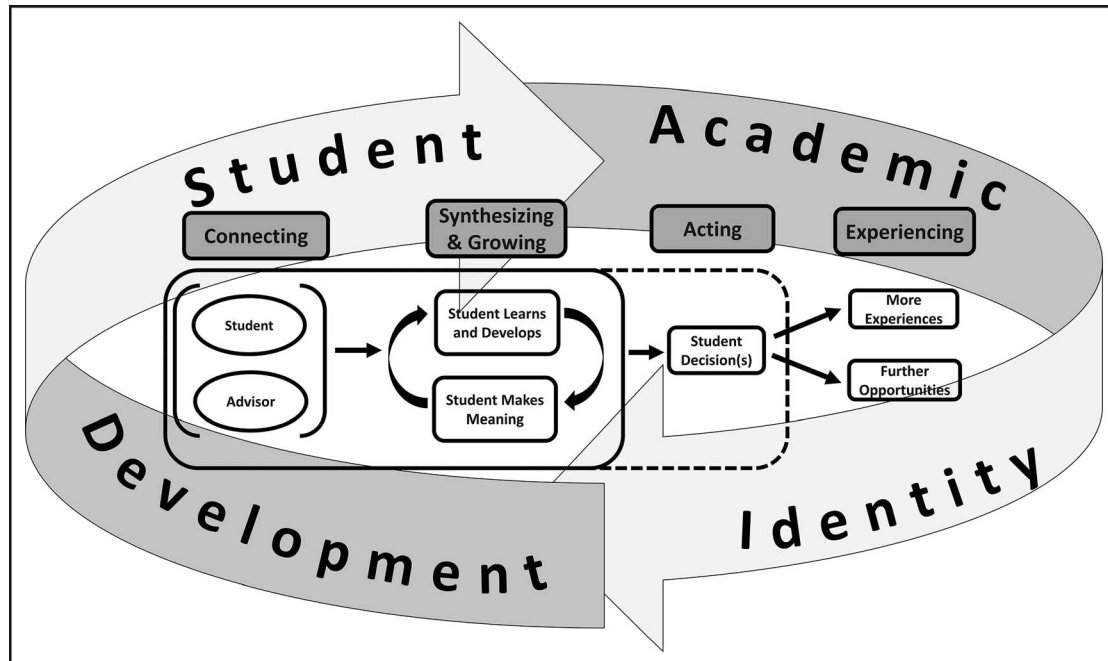 Student
Academic
Connecting
Synthesizing
& Growing
Acting
Experiencing
Student
Advisor
Student Learns
and Develops
Student Makes
Meaning
Student
Decision(s)
More
Experiences
Further
Opportunities
Development
Identity